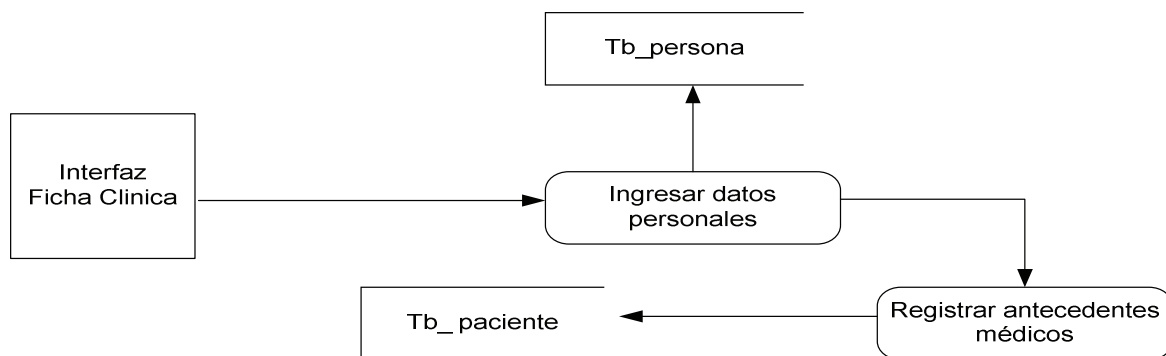 Tb_persona
Interfaz
Ficha Clinica
Ingresar datos
personales
Tb_ paciente
Registrar antecedentes
médicos